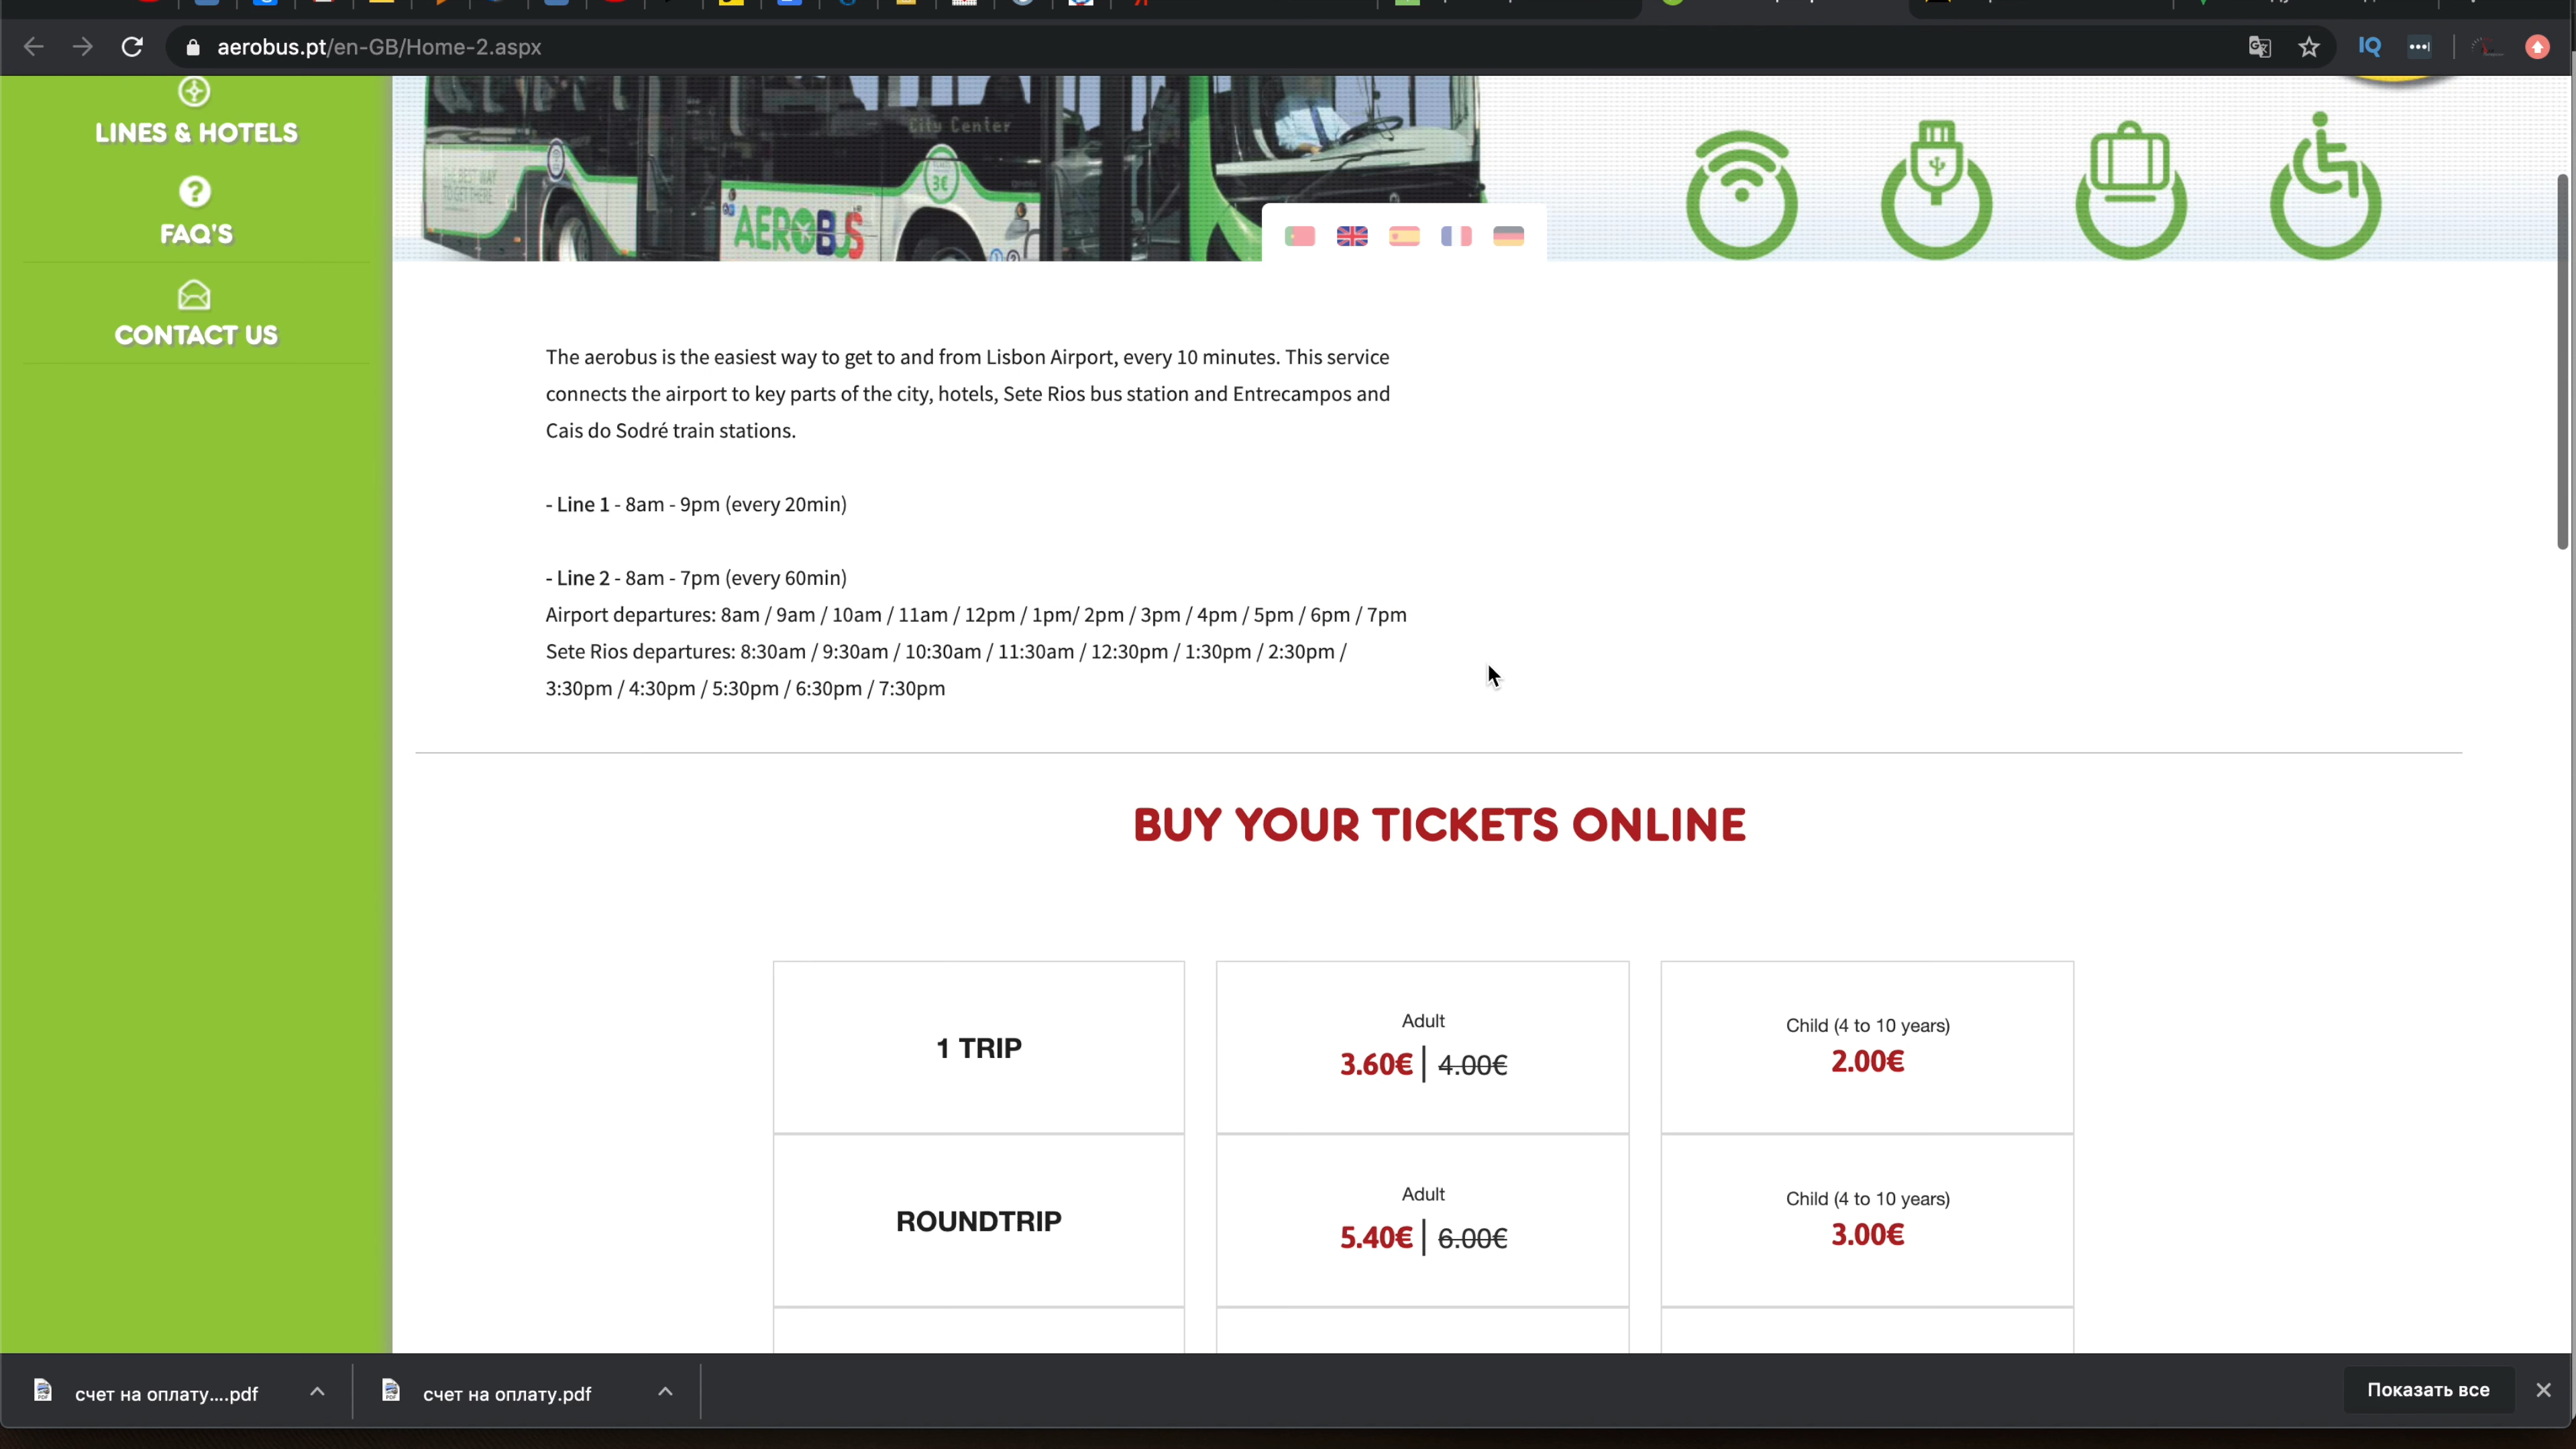 aerobus.pt/en-GB/Home-2.aspx
IQ
LINES & HOTELS
FAQ'S
CONTACT US
City Center
3€
AEROBUS
The aerobus is the easiest way to get to and from Lisbon Airport, every 10 minutes. This service
connects the airport to key parts of the city, hotels, Sete Rios bus station and Entrecampos and
Cais do Sodré train stations.
- Line 1 - 8am - 9pm (every 20min)
- Line 2 - 8am - 7pm (every 60min)
Airport departures: 8am / 9am / 10am / 11am / 12pm / 1pm/ 2pm / 3pm / 4pm / 5pm / 6pm / 7pm
Sete Rios departures: 8:30am / 9:30am / 10:30am / 11:30am / 12:30pm / 1:30pm / 2:30pm /
3:30pm / 4:30pm / 5:30pm / 6:30pm / 7:30pm
BUY YOUR TICKETS ONLINE
1 TRIP
Adult
3.60€ | 4.00€
Child (4 to 10 years)
2.00€
ROUNDTRIP
Adult
5.40€ | 6.00€
Child (4 to 10 years)
3.00€
счет на оплату....pdf
счет на оплату.pdf
Показать все